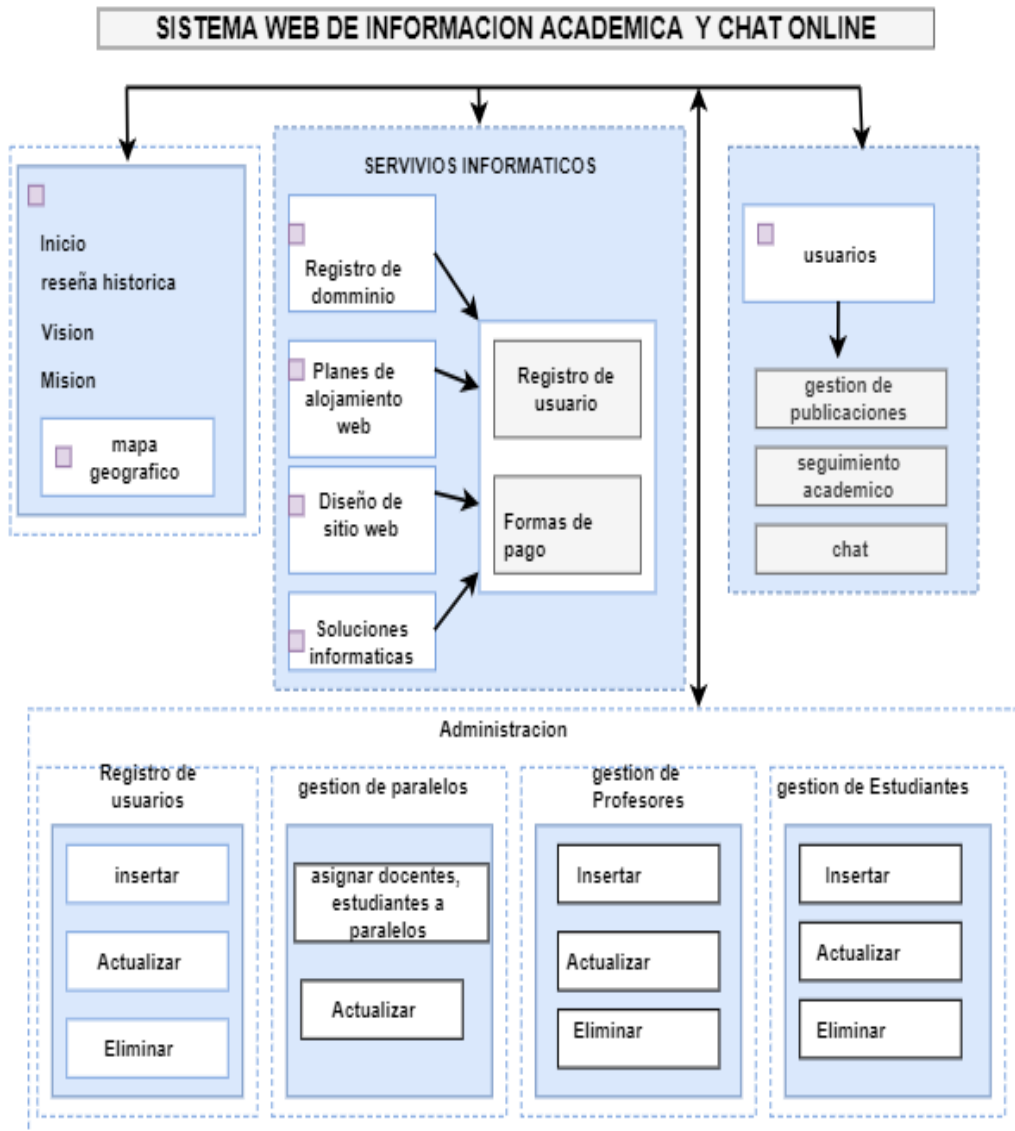 SISTEMA WEB DE INFORMACION ACADEMICA Y CHAT ONLINE
Inicio
reseña historica
Vision
Mision
mapa
geografico
SERVIVIOS INFORMATICOS
Registro de
domminio
Planes de
alojamiento
web
Diseño de
sitio web
Soluciones
informaticas
Registro de
usuario
Formas de
pago
usuarios
gestion de
publicaciones
seguimiento
academico
chat
Administracion
Registro de
usuarios
insertar
Actualizar
Eliminar
gestion de paralelos
asignar docentes,
estudiantes a
paralelos
Actualizar
gestion de
Profesores
Insertar
Actualizar
Eliminar
gestion de Estudiantes
Insertar
Actualizar
Eliminar